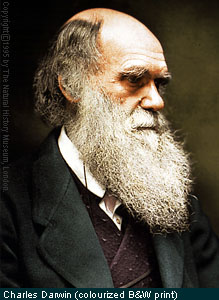 Copyright©1995 by The Natural History Museum, London
Charles Darwin (colourized B&W print)